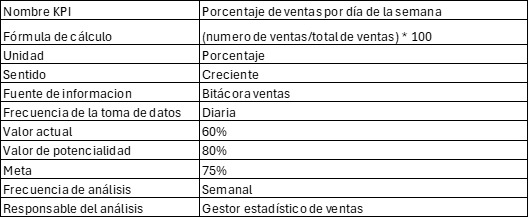 Nombre KPI Porcentaje de ventas por día de la semana
Fórmula de cálculo (numero de ventas/total de ventas) * 100
Unidad Porcentaje
Sentido Creciente
Fuente de informacion Bitácora ventas
Frecuencia de la toma de datos Diaria
Valor actual 60%
Valor de potencialidad 80%
Meta 75%
Frecuencia de análisis Semanal
Responsable del análisis Gestor estadístico de ventas